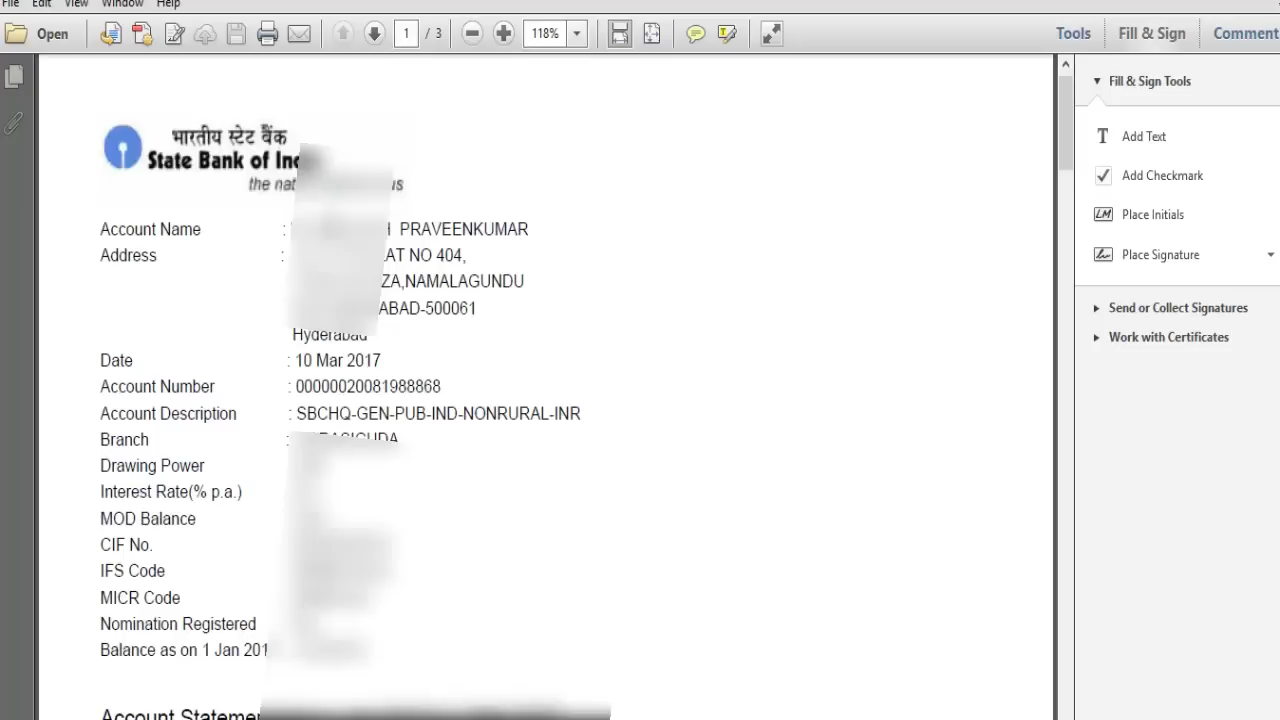 File Edit View Window Help
Open 1 / 3 118% Tools Fill & Sign Comment
भारतीय स्टेट बैंक
State Bank of Ind
the nat us
Account Name : PRAVEENKUMAR
Address : AT NO 404,
ZA,NAMALAGUNDU
ABAD-500061
Hyderabad
Date : 10 Mar 2017
Account Number : 00000020081988868
Account Description : SBCHQ-GEN-PUB-IND-NONRURAL-INR
Branch :
Drawing Power
Interest Rate(% p.a.)
MOD Balance
CIF No.
IFS Code
MICR Code
Nomination Registered
Balance as on 1 Jan 201
Account Statemen
Fill & Sign Tools
T Add Text
Add Checkmark
LM Place Initials
Place Signature
Send or Collect Signatures
Work with Certificates